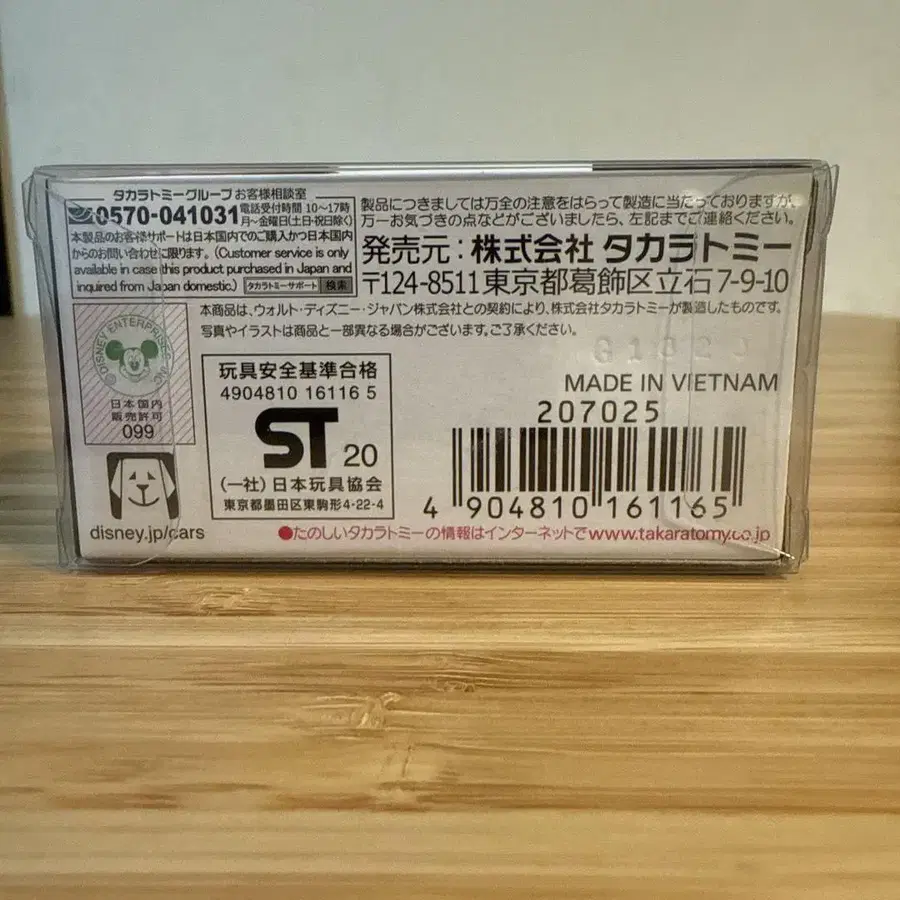 タカラトミーグループ お客様相談室
0570-041031 電話受付時間 10〜17時
月〜金曜日(土・日・祝日除く)
本製品のお客様サポートは日本国内でのご購入かつ日本国内
からのお問い合わせに限ります。(Customer service is only
available in case this product purchased in Japan and
inquired from Japan domestic.) タカラトミーサポート 検索
製品につきましては万全の注意をはらって製造に当たっておりますが、
万一お気づきの点などがございましたら、左記までご連絡ください。
発売元：株式会社 タカラトミー
〒124-8511 東京都葛飾区立石7-9-10
本商品は、ウォルト・ディズニー・ジャパン株式会社との契約により、株式会社タカラトミーが製造したものです。
写真やイラストは商品と一部異なる場合がございます。ご了承ください。
© DISNEY ENTERPRISES, INC
日本国内
販売許可
099
disney.jp/cars
玩具安全基準合格
4904810 16116 5
ST 20
(一社)日本玩具協会
東京都墨田区東駒形4-22-4
MADE IN VIETNAM
207025
4 904810 161165
●たのしいタカラトミーの情報はインターネットで www.takaratomy.co.jp